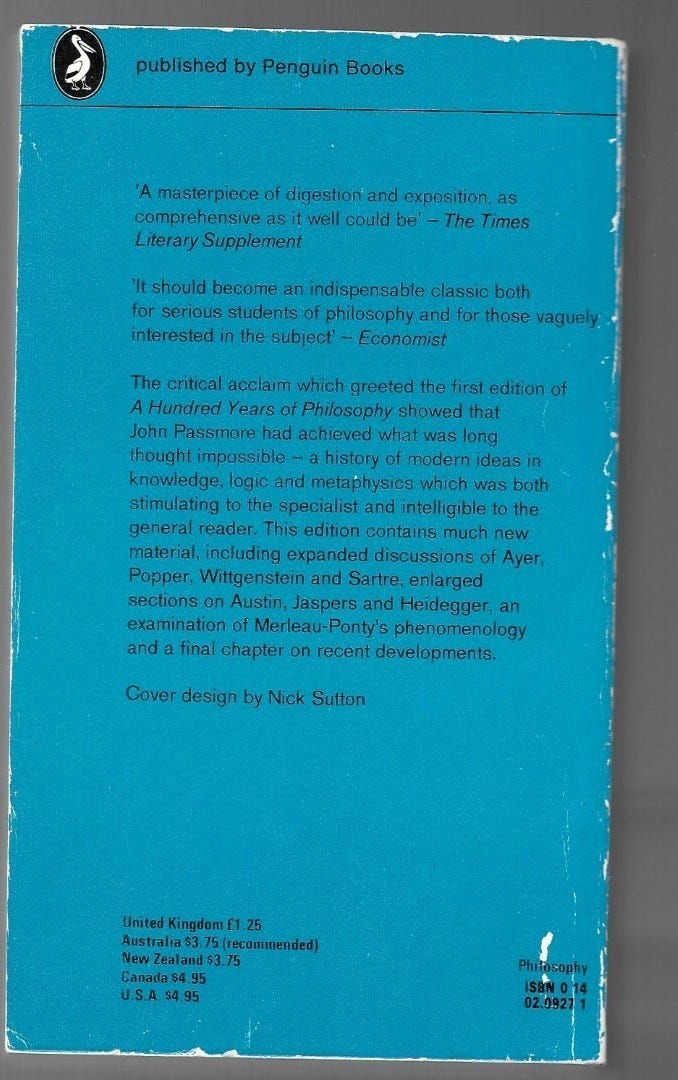 published by Penguin Books
'A masterpiece of digestion and exposition, as
comprehensive as it well could be' – The Times
Literary Supplement
'It should become an indispensable classic both
for serious students of philosophy and for those vaguely
interested in the subject' – Economist
The critical acclaim which greeted the first edition of
A Hundred Years of Philosophy showed that
John Passmore had achieved what was long
thought impossible – a history of modern ideas in
knowledge, logic and metaphysics which was both
stimulating to the specialist and intelligible to the
general reader. This edition contains much new
material, including expanded discussions of Ayer,
Popper, Wittgenstein and Sartre, enlarged
sections on Austin, Jaspers and Heidegger, an
examination of Merleau-Ponty's phenomenology
and a final chapter on recent developments.
Cover design by Nick Sutton
United Kingdom £1.25
Australia $3.75 (recommended)
New Zealand $3.75
Canada $4.95
U.S.A. $4.95
Philosophy
ISBN 0 14
02.0927 1